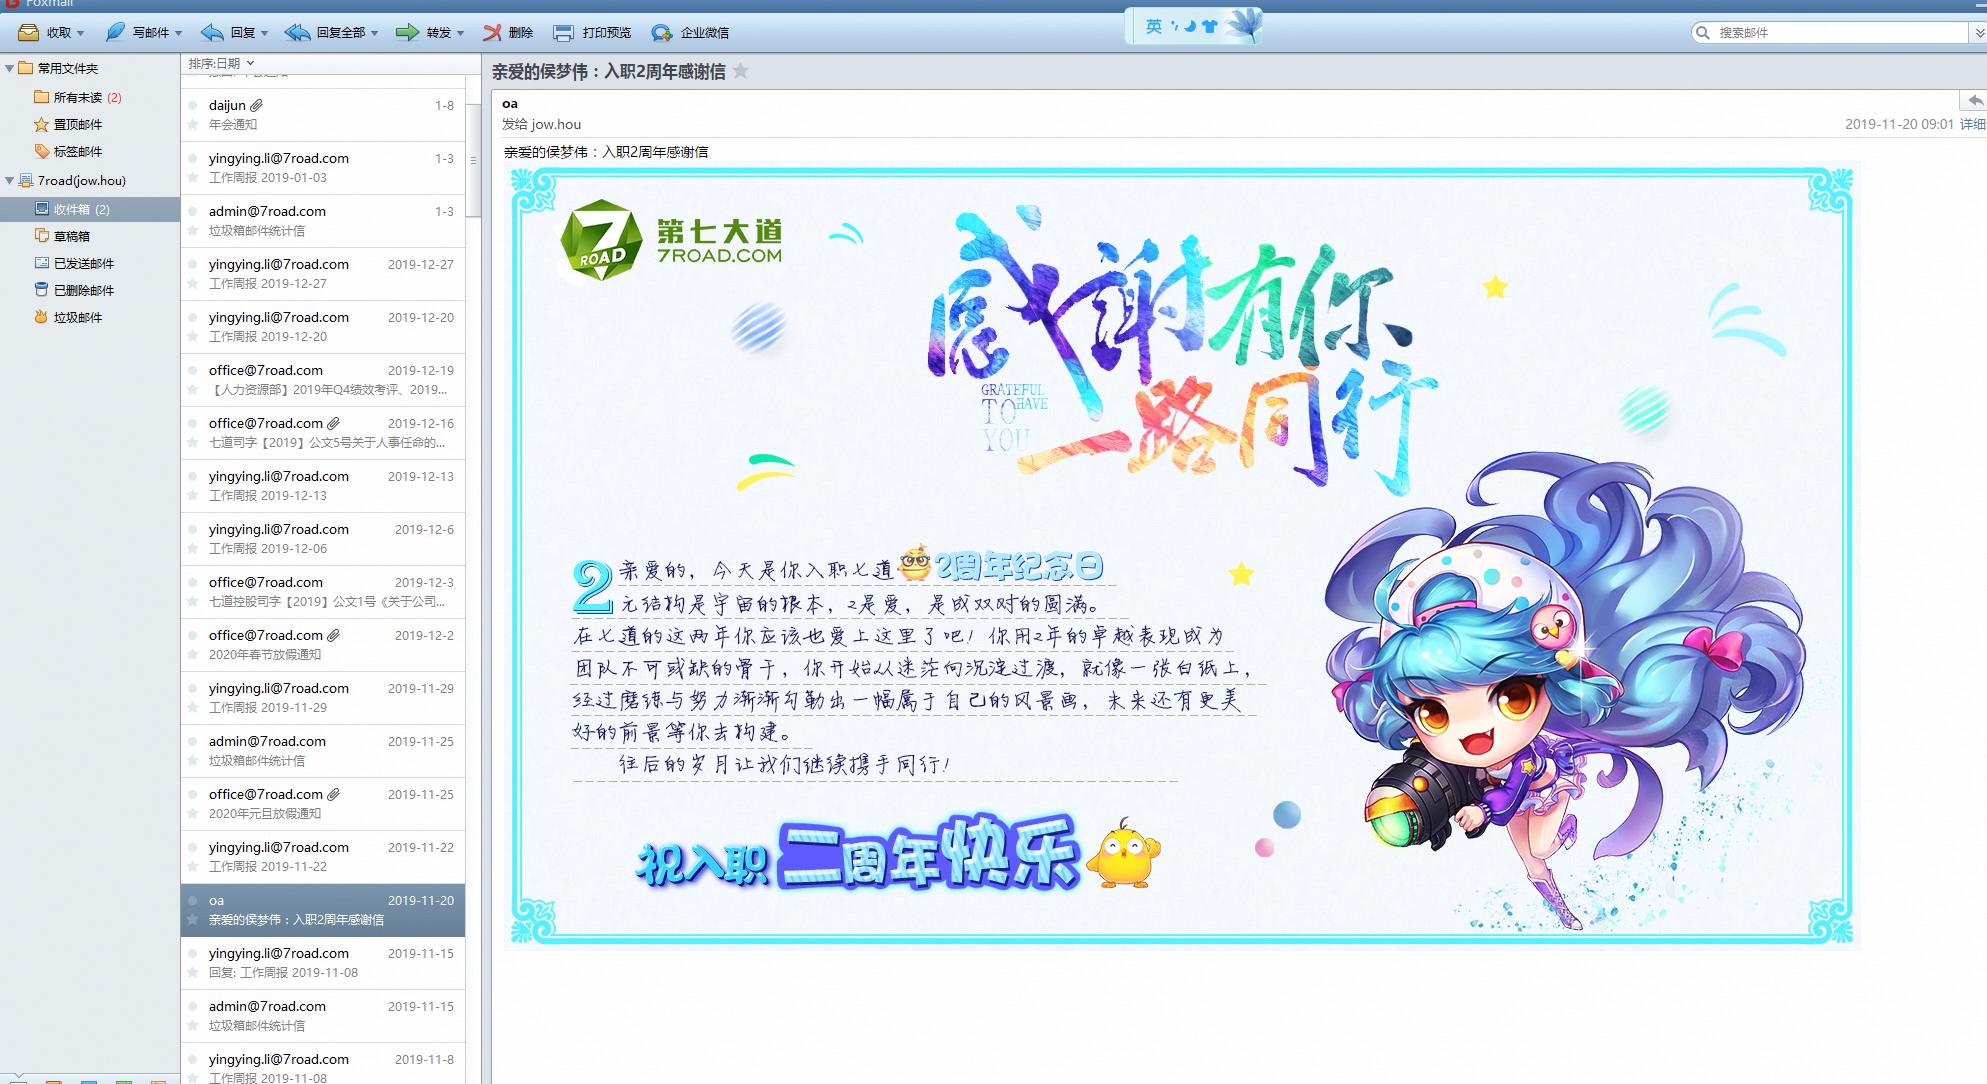 Foxmail
收取
写邮件
回复
回复全部
转发
删除
打印预览
企业微信
英
搜索邮件
常用文件夹
所有未读 (2)
置顶邮件
标签邮件
7road(jow.hou)
收件箱 (2)
草稿箱
已发送邮件
已删除邮件
垃圾邮件
排序:日期
daijun 1-8
年会通知
yingying.li@7road.com 1-3
工作周报 2019-01-03
admin@7road.com 1-3
垃圾箱邮件统计信
yingying.li@7road.com 2019-12-27
工作周报 2019-12-27
yingying.li@7road.com 2019-12-20
工作周报 2019-12-20
office@7road.com 2019-12-19
【人力资源部】2019年Q4绩效考评、2019...
office@7road.com 2019-12-16
七道司字【2019】公文5号关于人事任命的...
yingying.li@7road.com 2019-12-13
工作周报 2019-12-13
yingying.li@7road.com 2019-12-6
工作周报 2019-12-06
office@7road.com 2019-12-3
七道控股司字【2019】公文1号《关于公司...
office@7road.com 2019-12-2
2020年春节放假通知
yingying.li@7road.com 2019-11-29
工作周报 2019-11-29
admin@7road.com 2019-11-25
垃圾箱邮件统计信
office@7road.com 2019-11-25
2020年元旦放假通知
yingying.li@7road.com 2019-11-22
工作周报 2019-11-22
oa 2019-11-20
亲爱的侯梦伟：入职2周年感谢信
yingying.li@7road.com 2019-11-15
回复: 工作周报 2019-11-08
admin@7road.com 2019-11-15
垃圾箱邮件统计信
yingying.li@7road.com 2019-11-8
工作周报 2019-11-08
亲爱的侯梦伟：入职2周年感谢信
oa
发给 jow.hou
2019-11-20 09:01 详细
亲爱的侯梦伟：入职2周年感谢信
7
ROAD
第七大道
7ROAD.COM
感谢有你
GRATEFUL
TO HAVE
YOU
一路同行
亲爱的，今天是你入职七道 2周年纪念日
2元结构是宇宙的根本，2是爱，是成双对的圆满。
在七道的这两年你应该也爱上这里了吧！你用2年的卓越表现成为
团队不可或缺的骨干，你开始从迷茫向沉淀过渡，就像一张白纸上，
经过磨练与努力渐渐勾勒出一幅属于自己的风景画，未来还有更美
好的前景等你去构建。
往后的岁月让我们继续携手同行！
祝入职二周年快乐